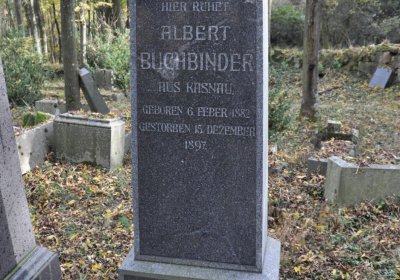 HIER RUHET
ALBERT
BUCHBINDER
AUS KASNAU,
GEBOREN 6. FEBER 1882
GESTORBEN 15. DEZEMBER
1897.